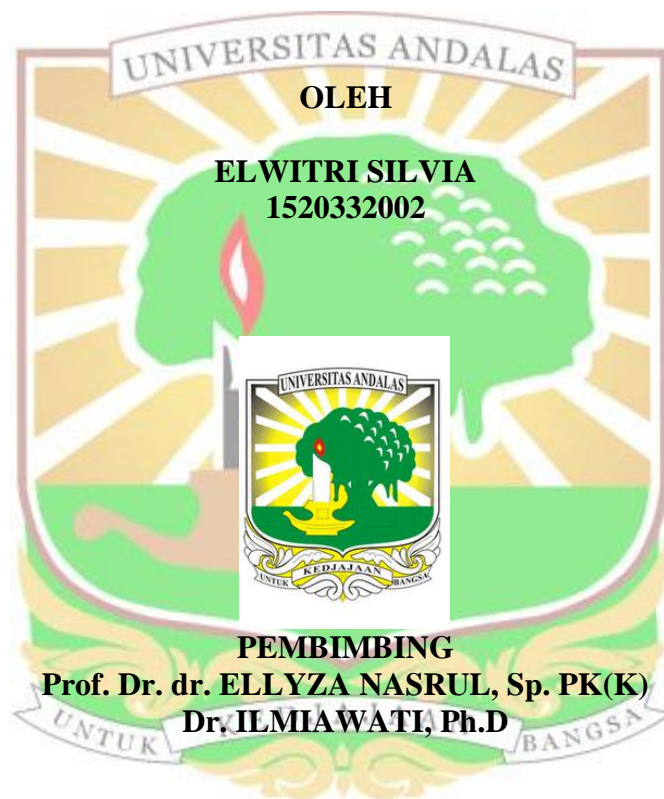 UNIVERSITAS ANDALAS
OLEH
ELWITRI SILVIA
1520332002
UNIVERSITAS ANDALAS
UNTUK KEDJAJAAN BANGSA
PEMBIMBING
Prof. Dr. dr. ELLYZA NASRUL, Sp. PK(K)
Dr. ILMIAWATI, Ph.D
UNTUK KEDJAJAAN BANGSA